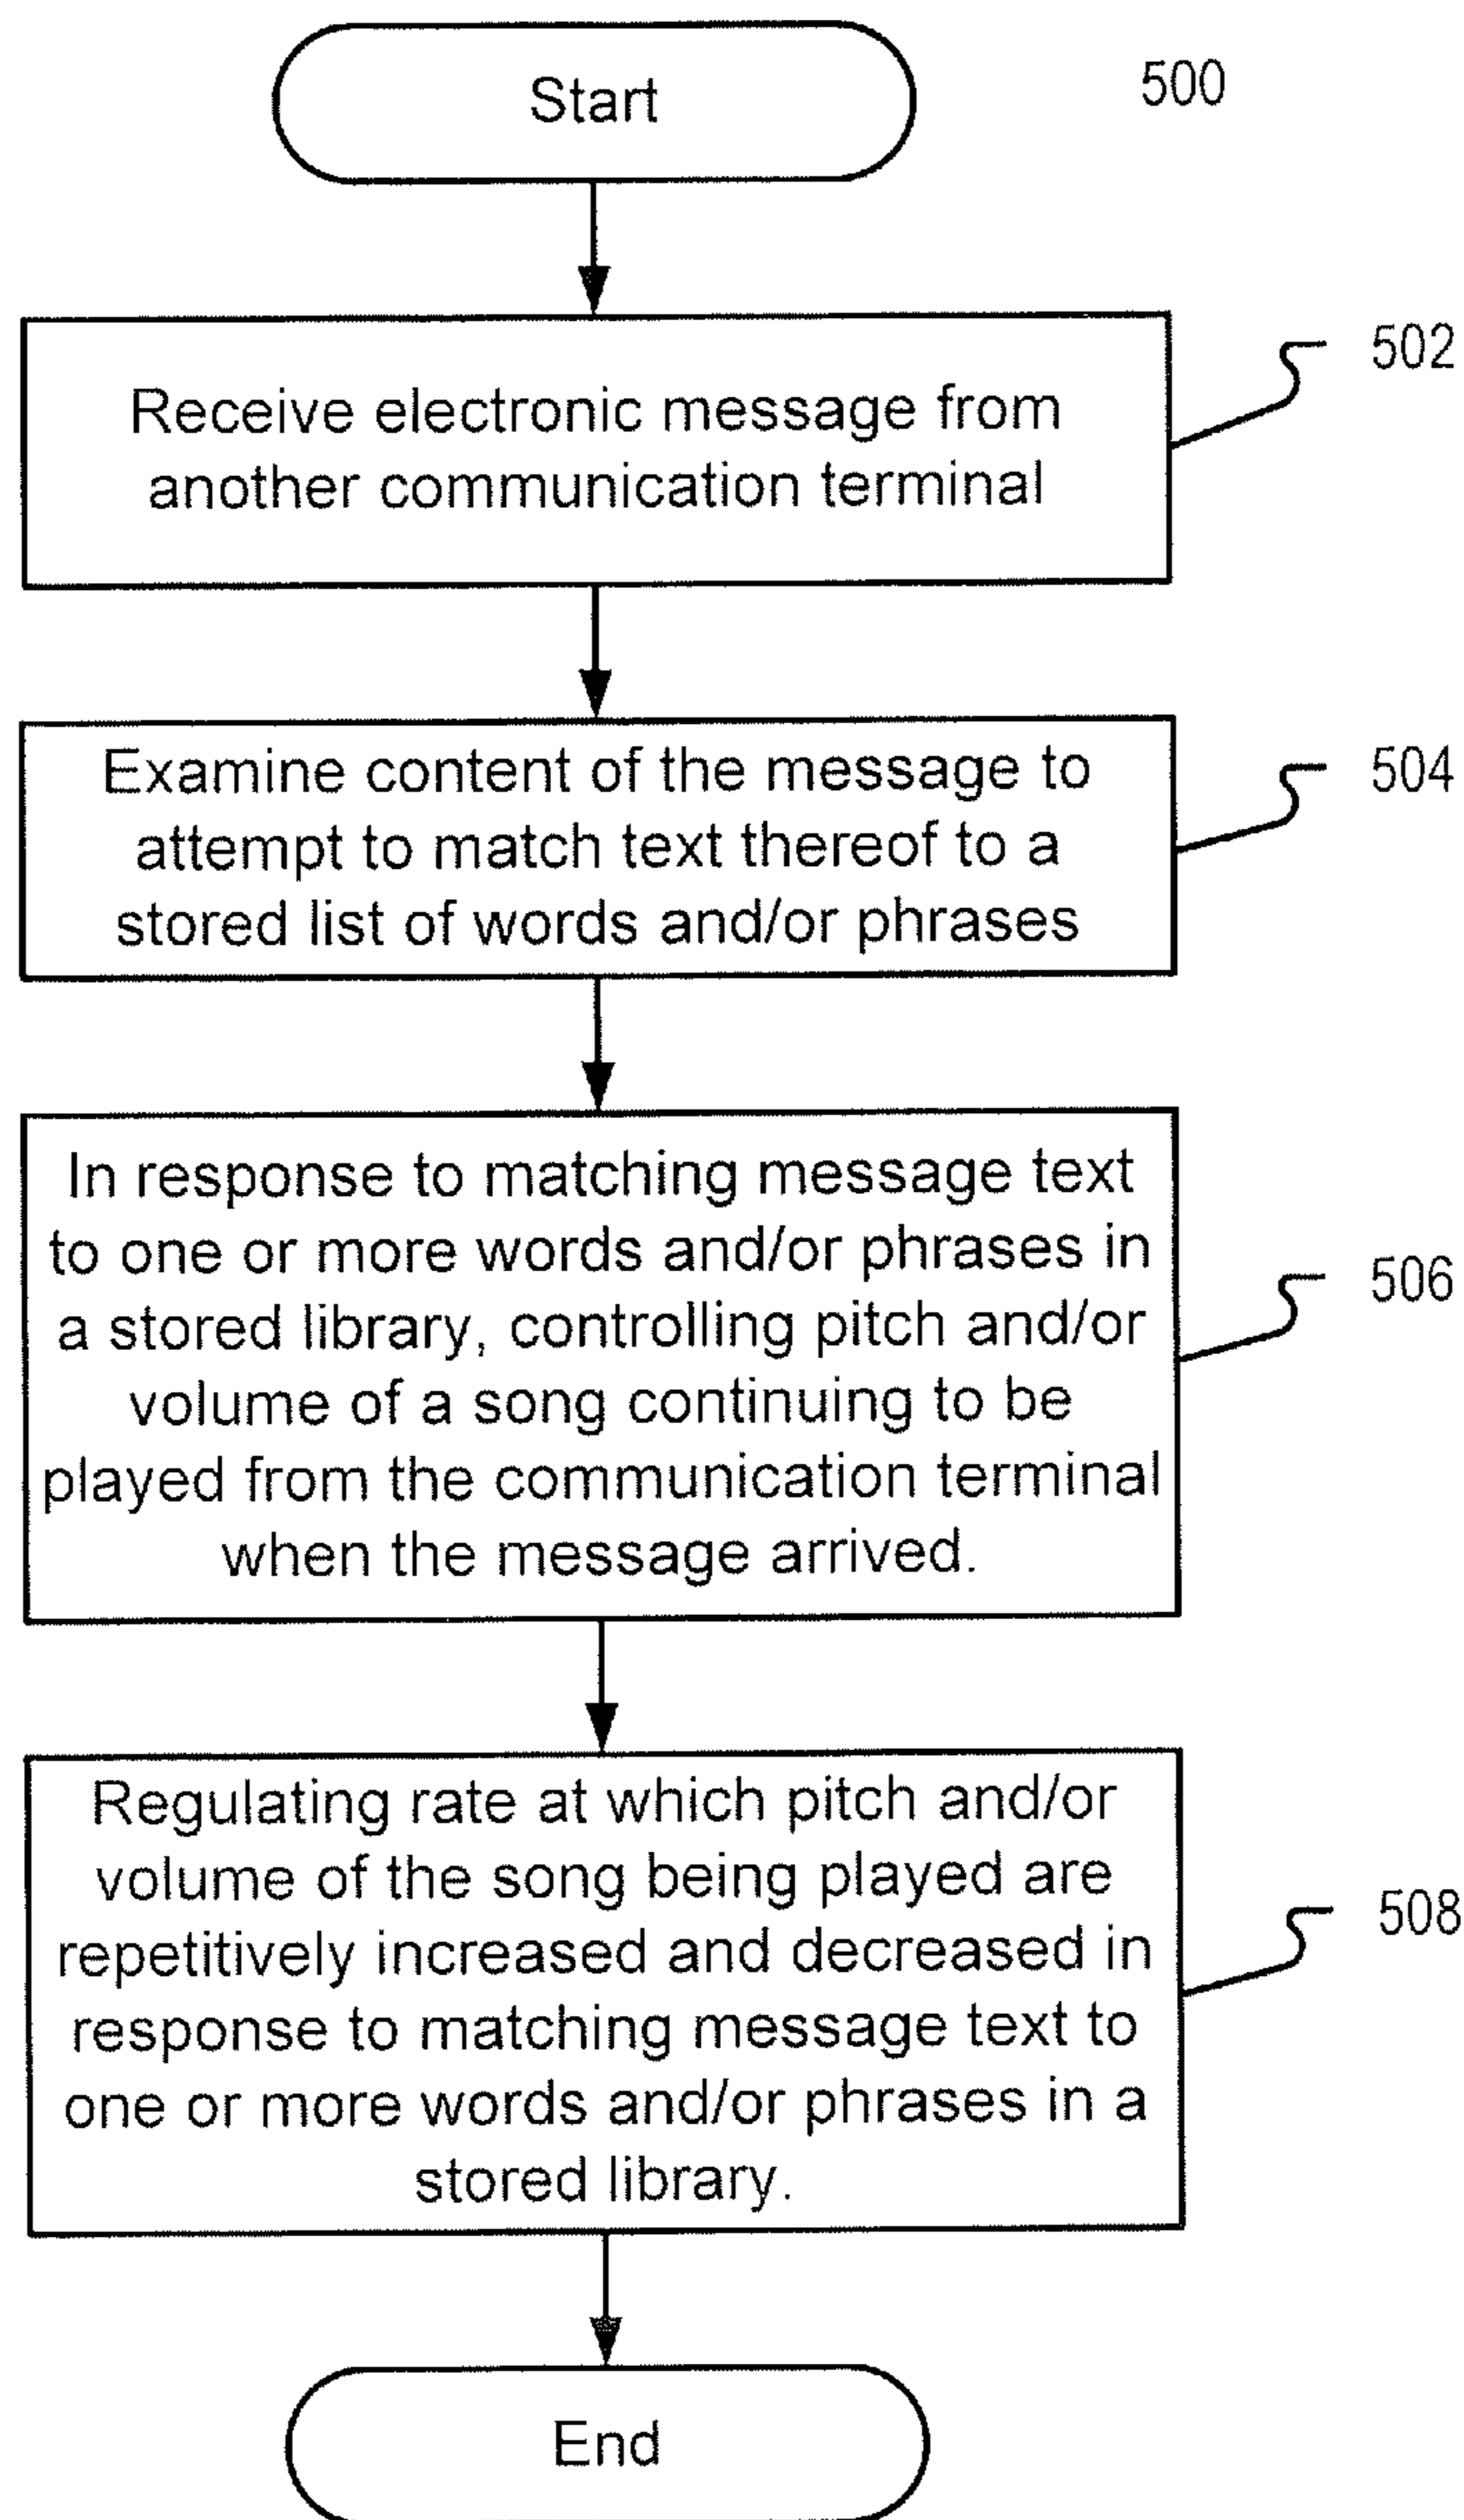 Start
500
Receive electronic message from
another communication terminal
502
Examine content of the message to
attempt to match text thereof to a
stored list of words and/or phrases
504
In response to matching message text
to one or more words and/or phrases in
a stored library, controlling pitch and/or
volume of a song continuing to be
played from the communication terminal
when the message arrived.
506
Regulating rate at which pitch and/or
volume of the song being played are
repetitively increased and decreased in
response to matching message text to
one or more words and/or phrases in a
stored library.
508
End